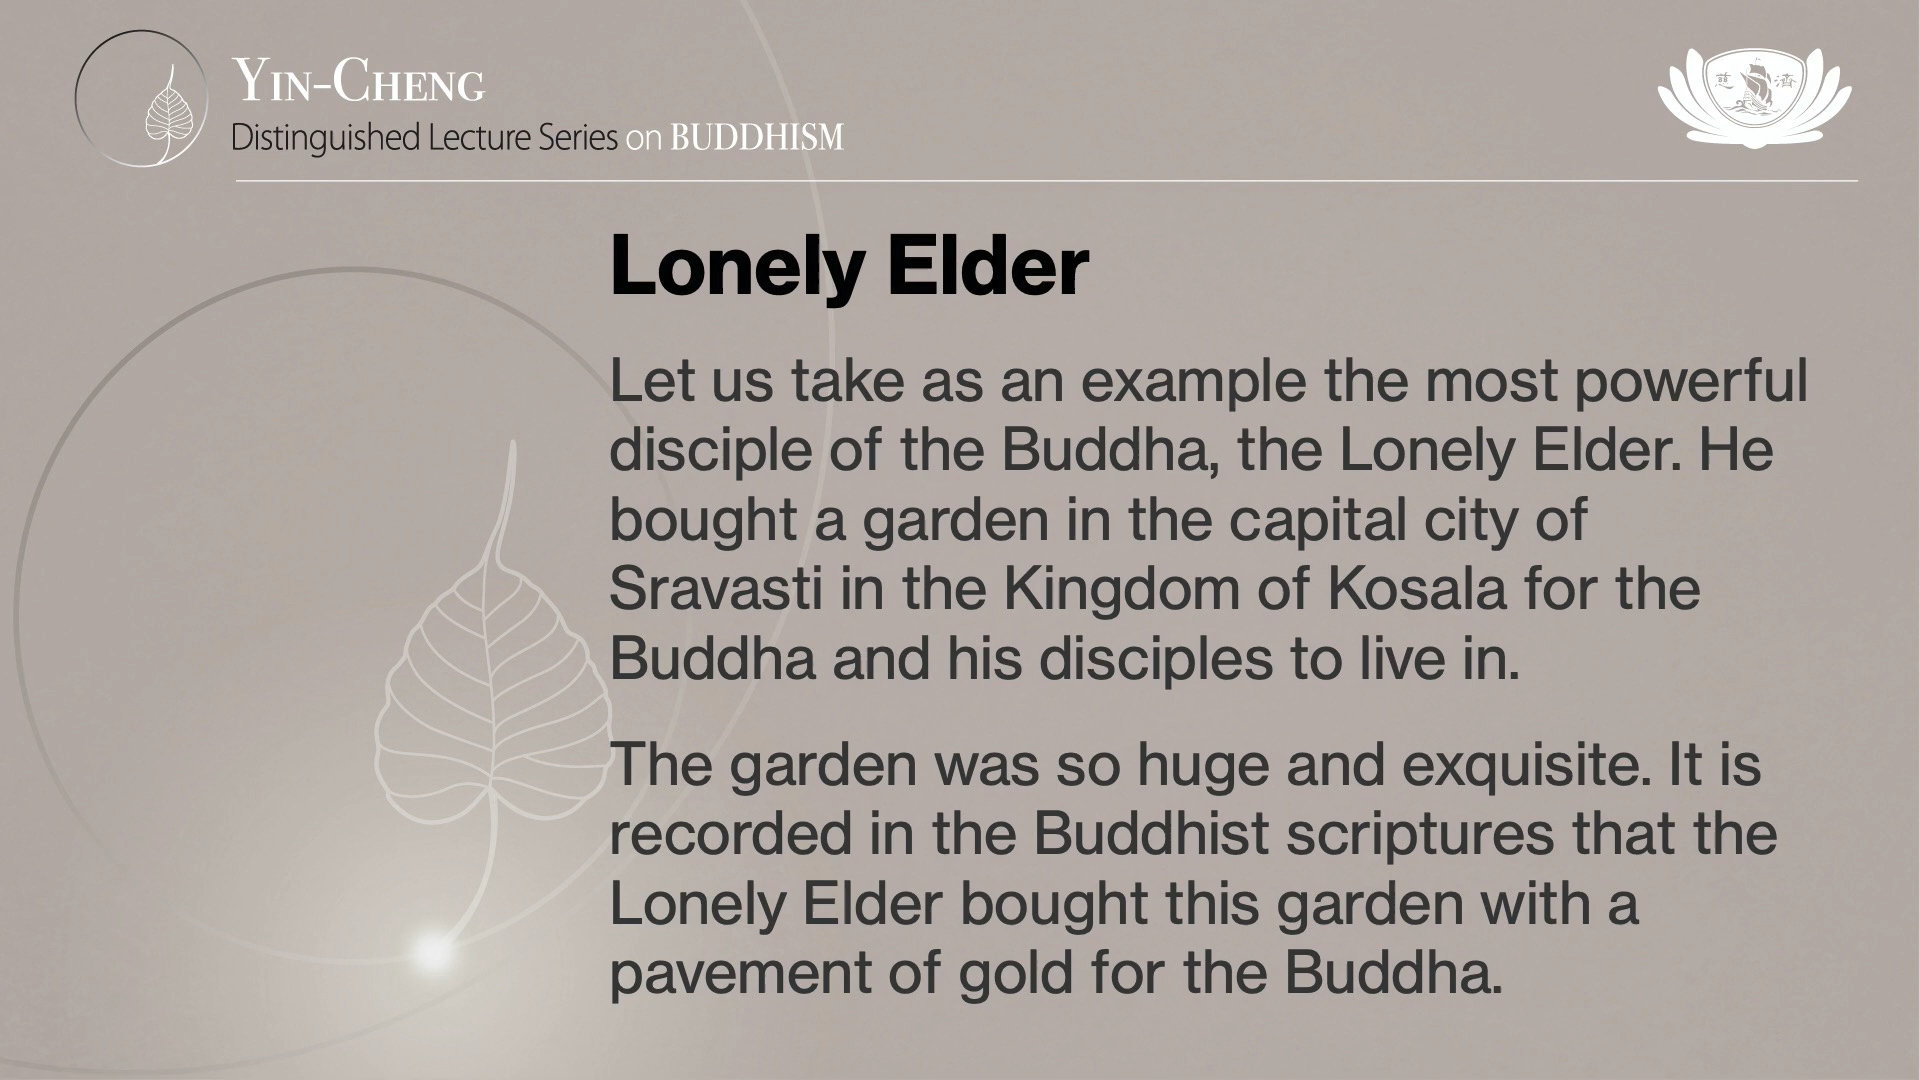 YIN-CHENG
Distinguished Lecture Series on BUDDHISM
慈 濟
Lonely Elder
Let us take as an example the most powerful
disciple of the Buddha, the Lonely Elder. He
bought a garden in the capital city of
Sravasti in the Kingdom of Kosala for the
Buddha and his disciples to live in.
The garden was so huge and exquisite. It is
recorded in the Buddhist scriptures that the
Lonely Elder bought this garden with a
pavement of gold for the Buddha.